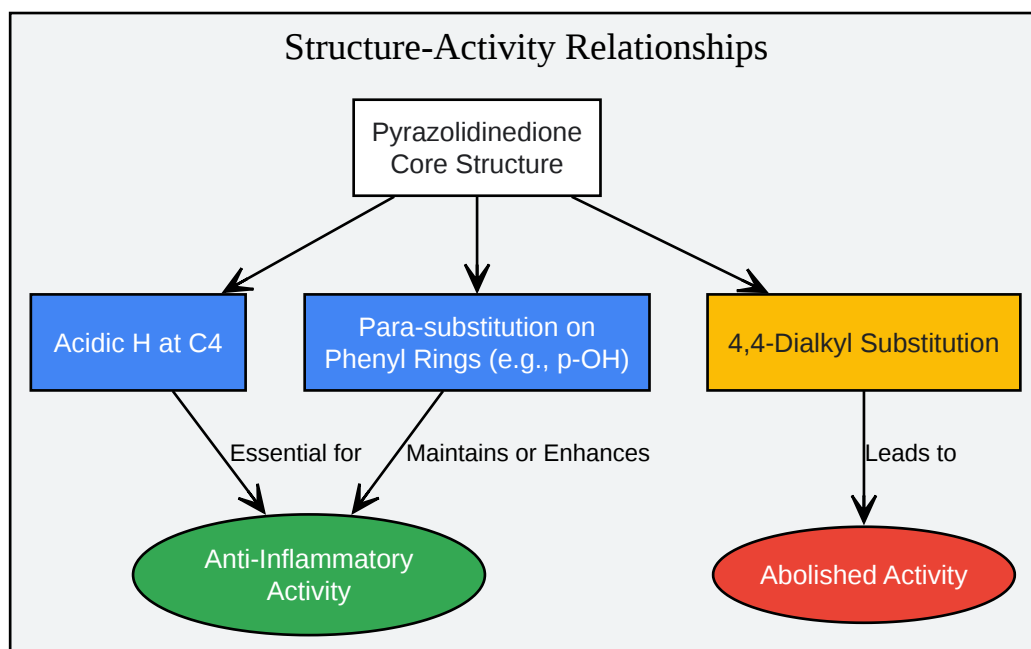 Structure-Activity Relationships
Pyrazolidinedione
Core Structure
Acidic H at C4
Para-substitution on
Phenyl Rings (e.g., p-OH)
4,4-Dialkyl Substitution
Essential for
Maintains or Enhances
Leads to
Anti-Inflammatory
Activity
Abolished Activity